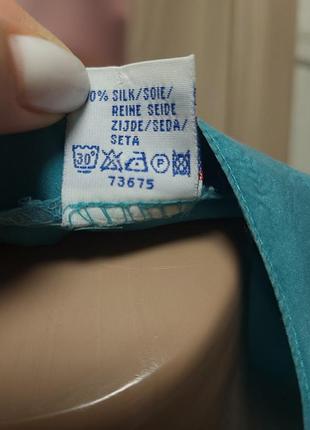 0% SILK/SOIE/
REINE SEIDE
ZIJDE/SEDA/
SETA
30° P
73675